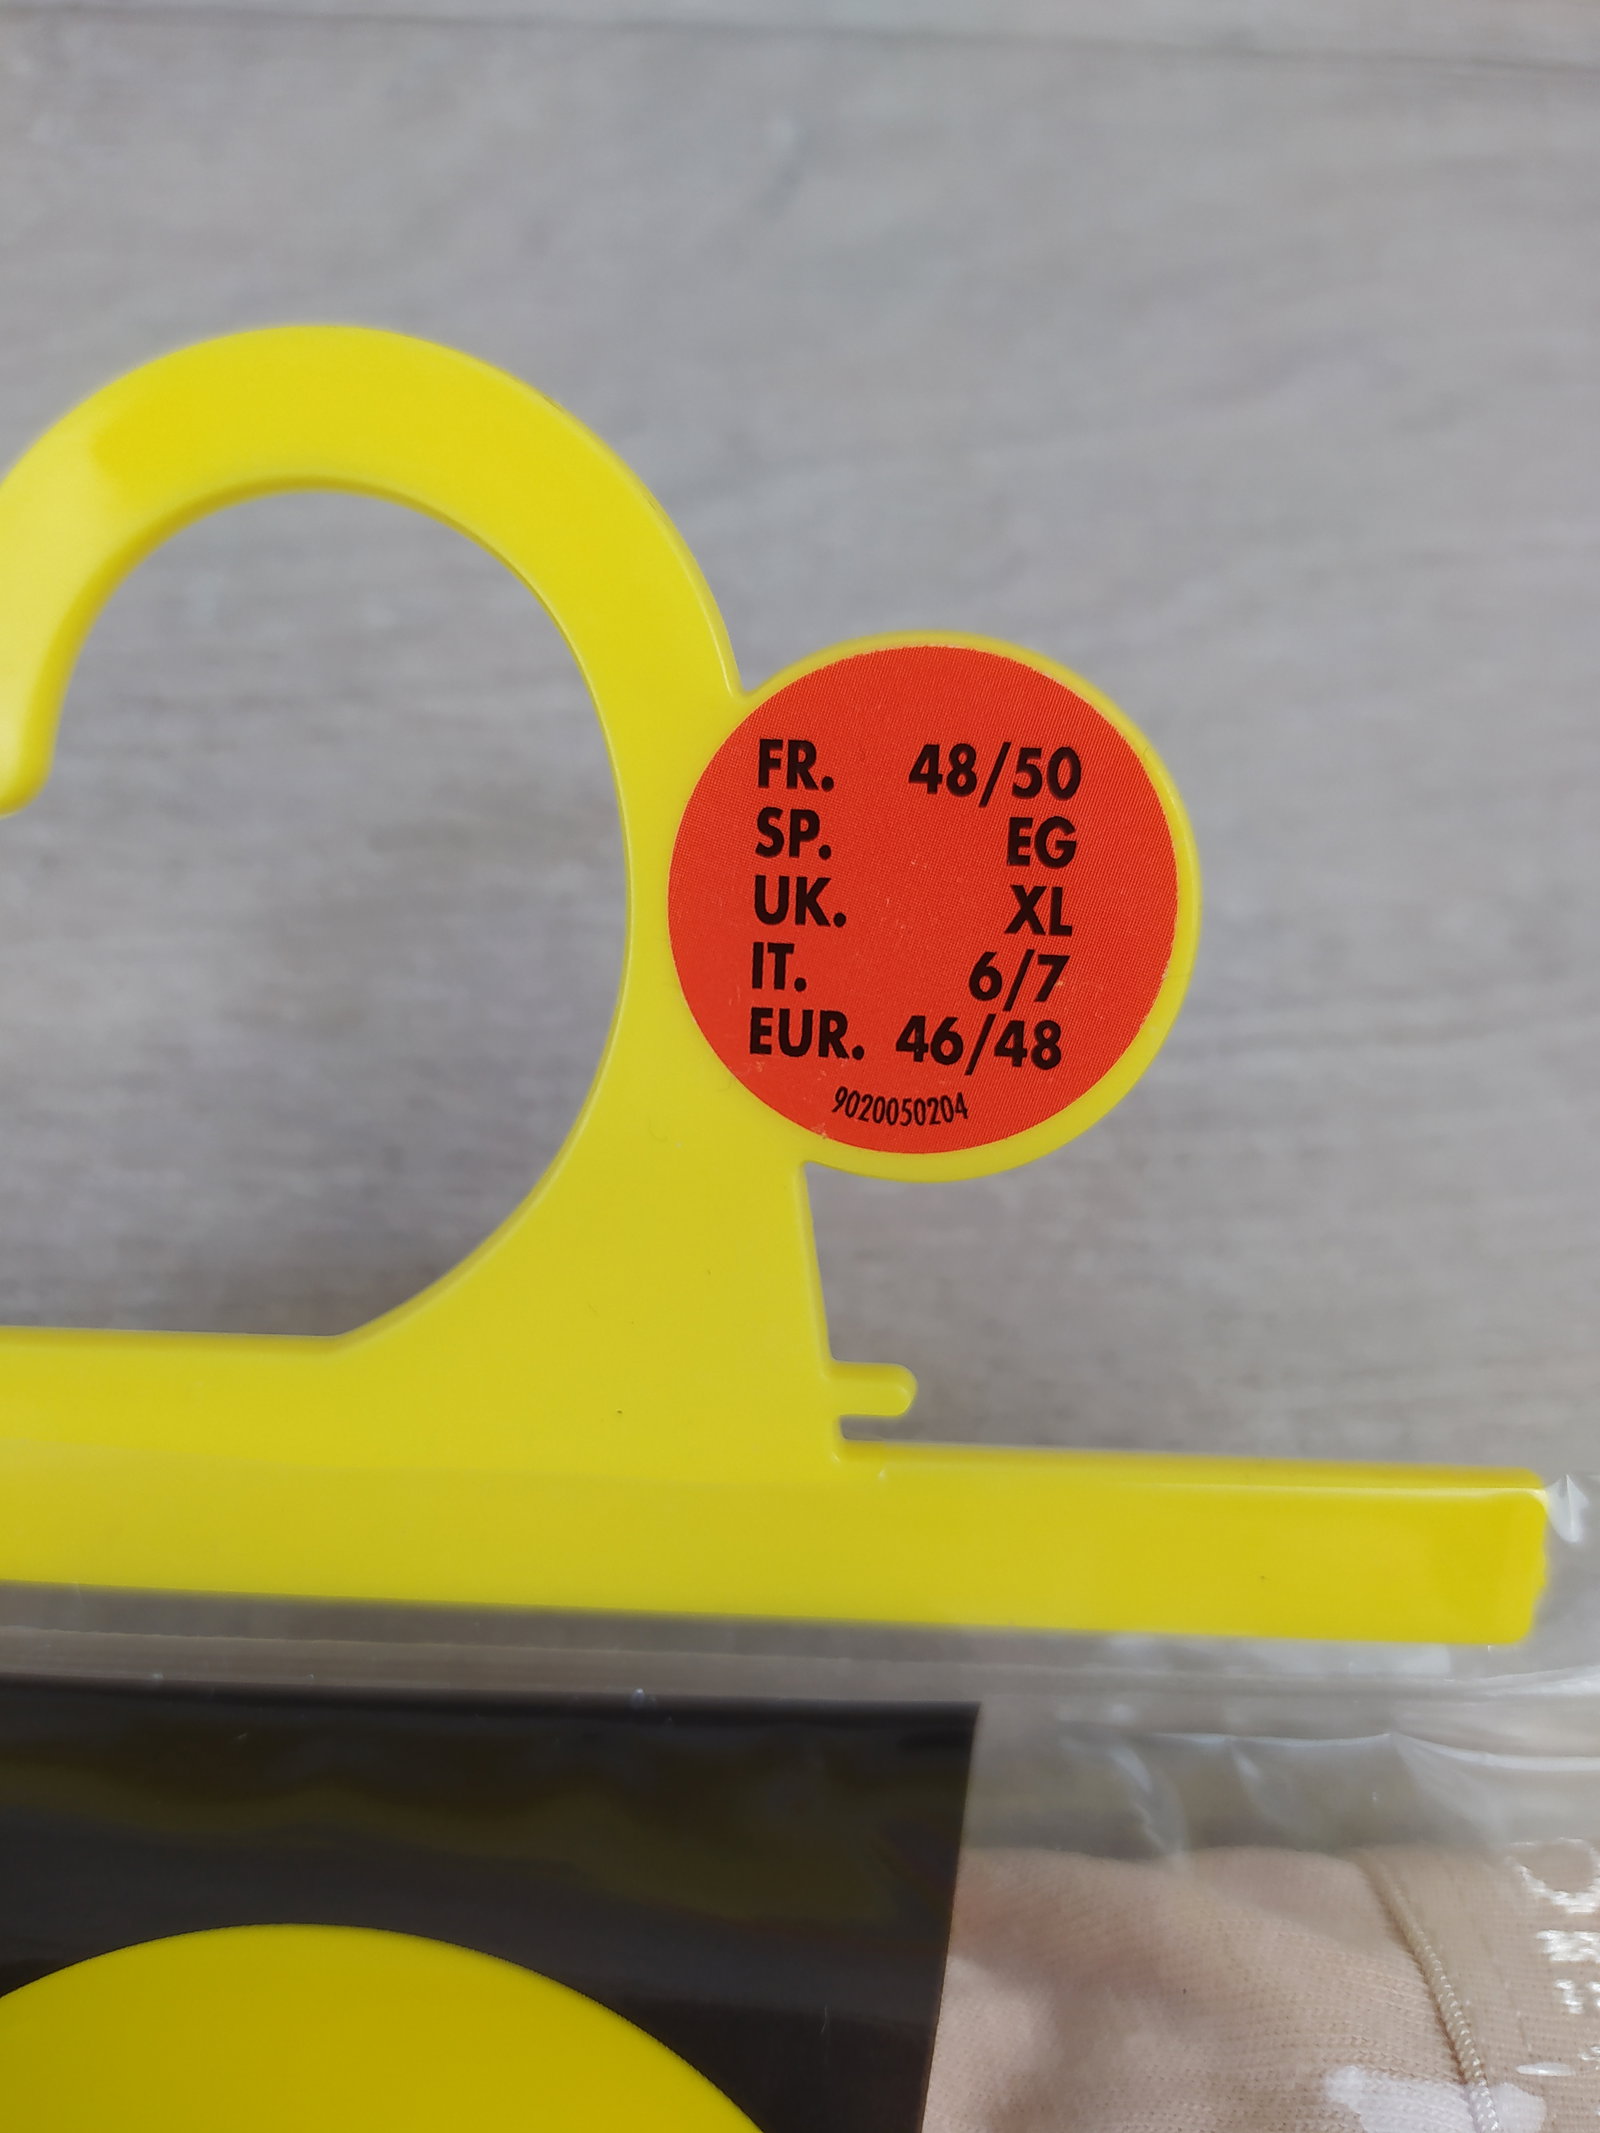 FR. 48/50
SP. EG
UK. XL
IT. 6/7
EUR. 46/48
9020050204